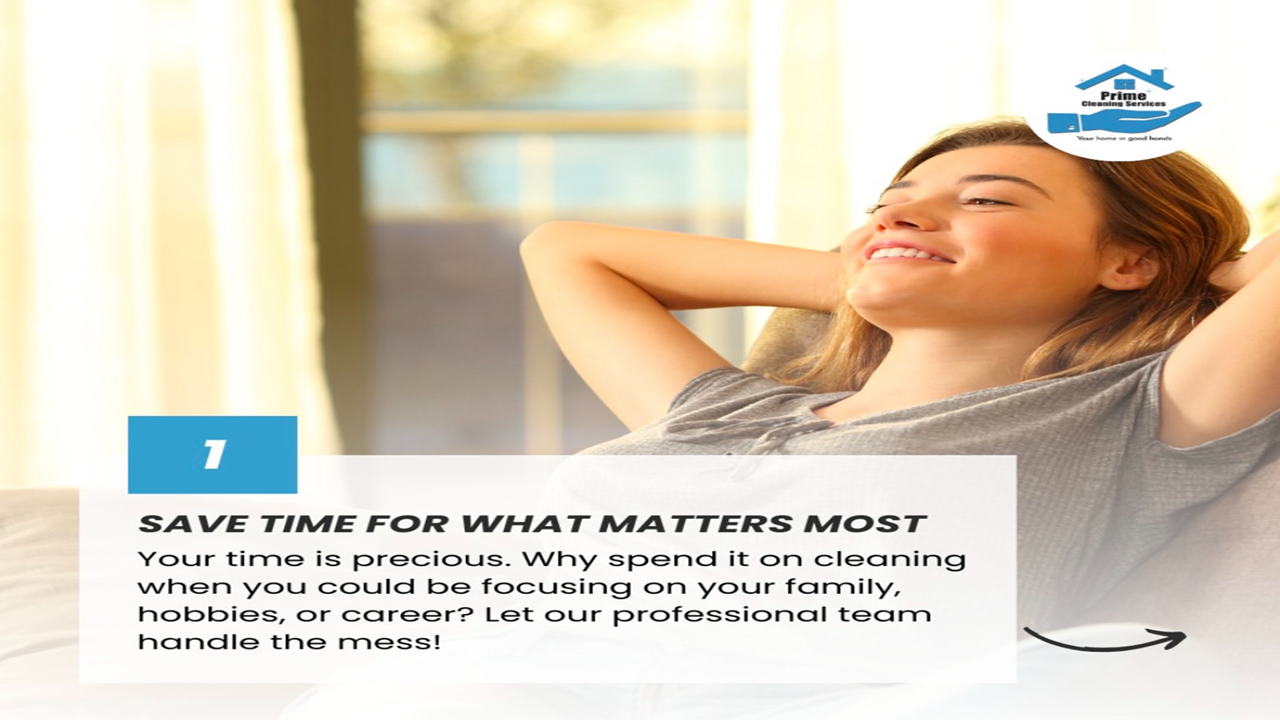 Prime
Cleaning Services
Your home in good hands
1
SAVE TIME FOR WHAT MATTERS MOST
Your time is precious. Why spend it on cleaning
when you could be focusing on your family,
hobbies, or career? Let our professional team
handle the mess!